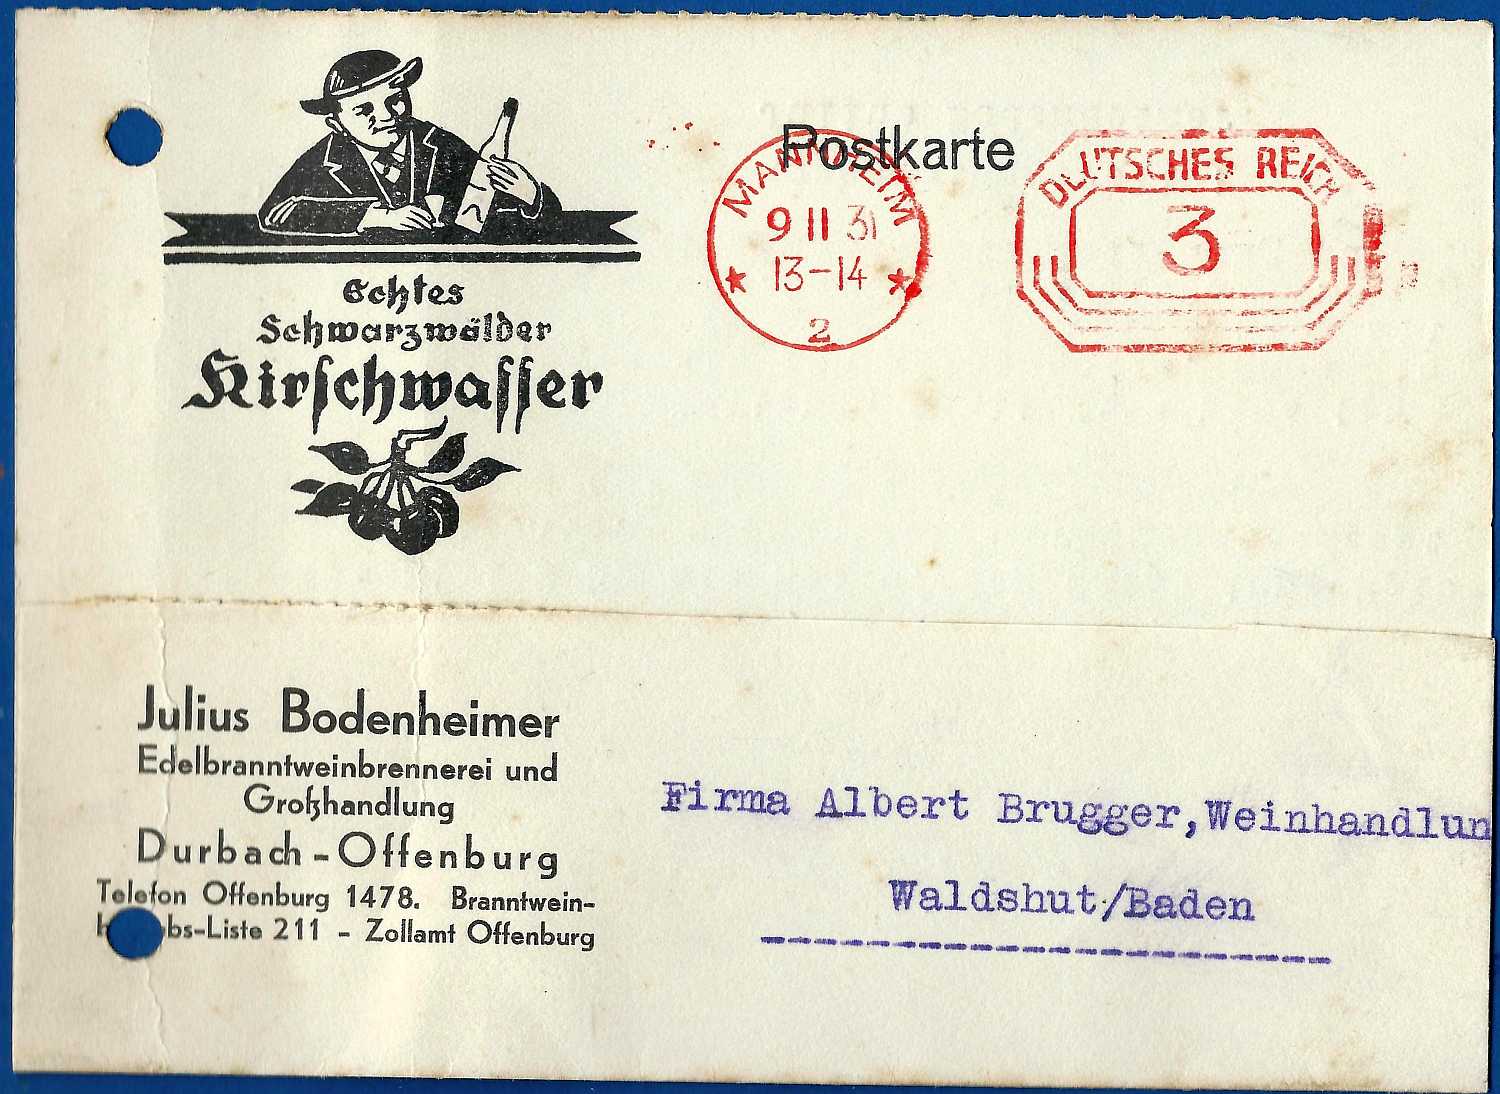 Postkarte
MANNHEIM
9 11 31
13-14
2
DEUTSCHES REICH
3
Echtes
Schwarzwälder
Kirſchwaſſer
Julius Bodenheimer
Edelbranntweinbrennerei und
Großhandlung
Durbach - Offenburg
Telefon Offenburg 1478. Branntwein-
bs-Liste 211 - Zollamt Offenburg
Firma Albert Brugger, Weinhandlun
Waldshut/Baden